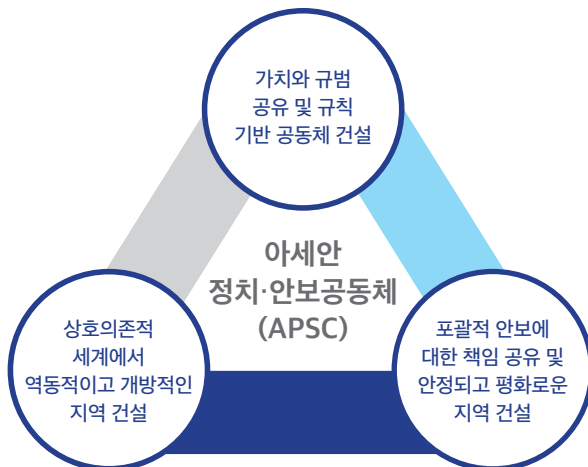 가치와 규범
공유 및 규칙
기반 공동체 건설
아세안
정치·안보공동체
(APSC)
상호의존적
세계에서
역동적이고 개방적인
지역 건설
포괄적 안보에
대한 책임 공유 및
안정되고 평화로운
지역 건설